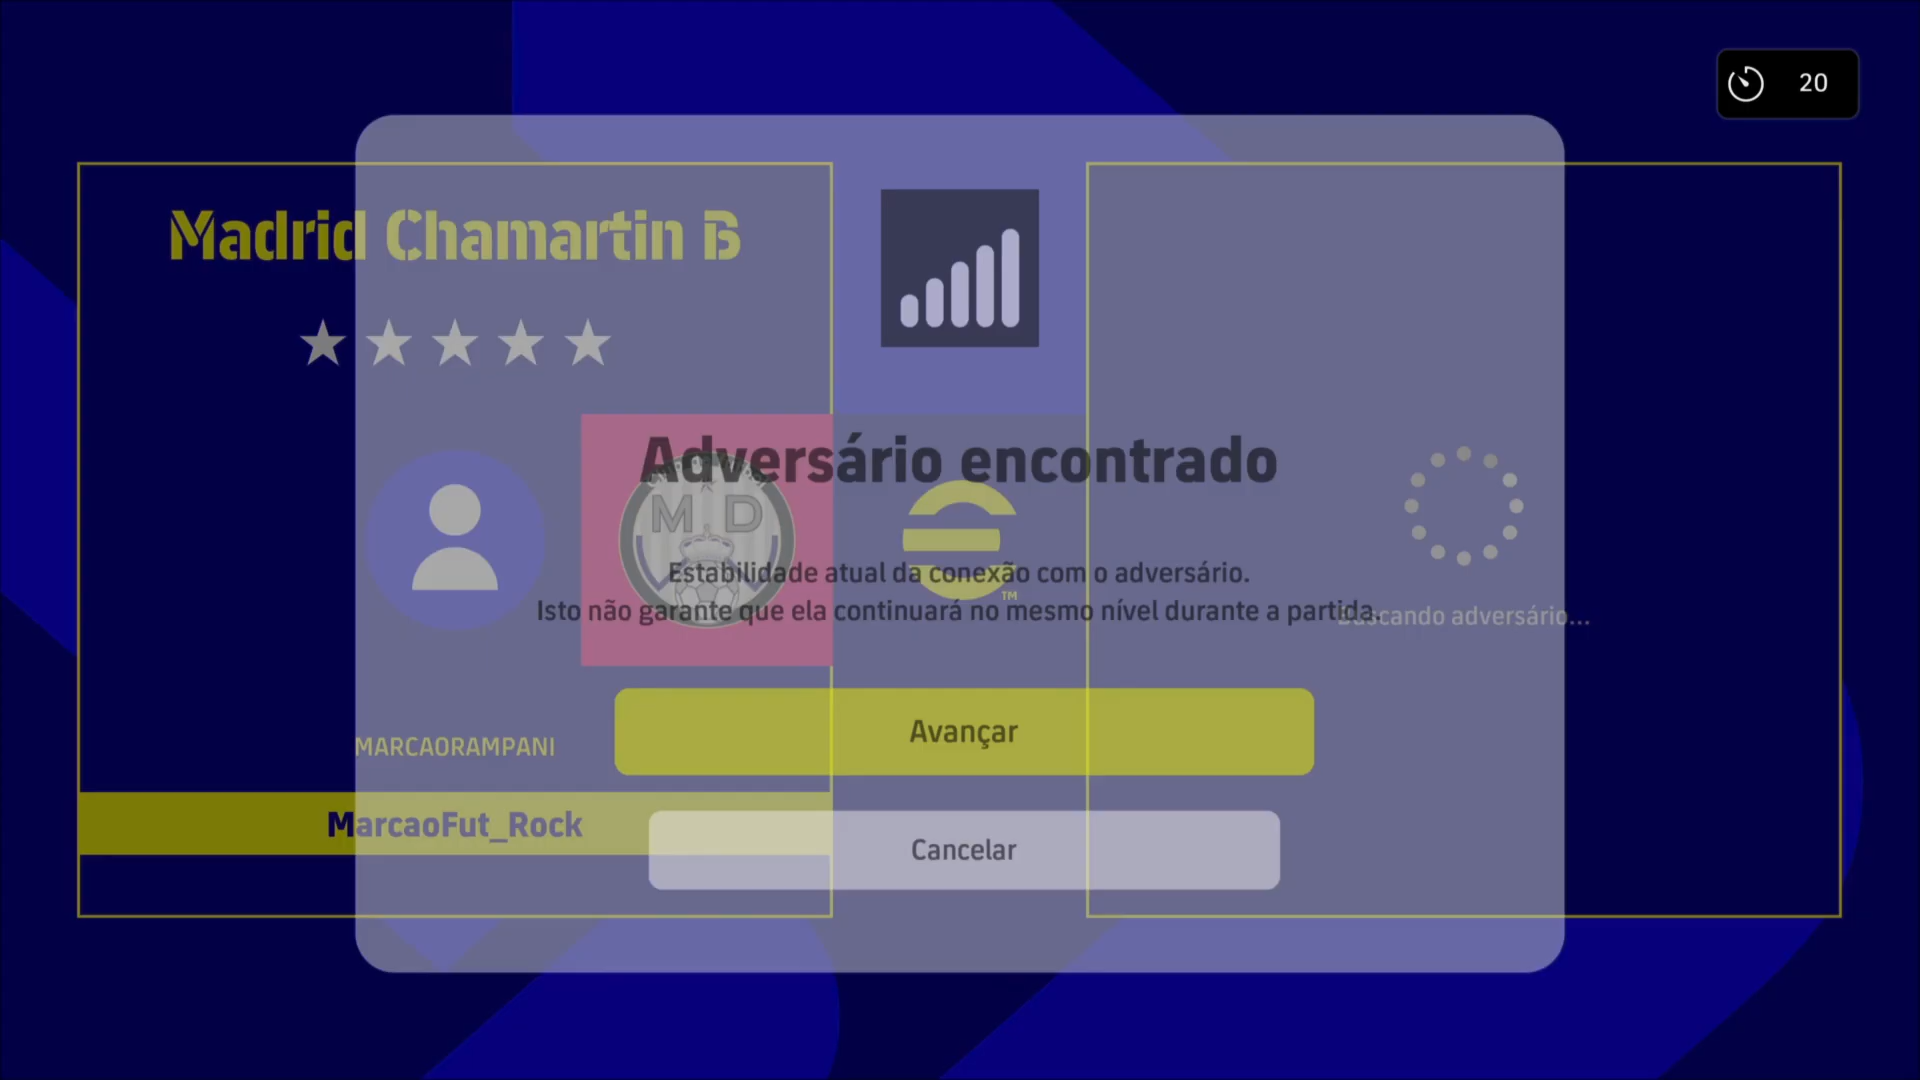 20
Madrid Chamartin B
Adversário encontrado
M D
TM
Estabilidade atual da conexão com o adversário.
Isto não garante que ela continuará no mesmo nível durante a partida.
Buscando adversário...
Avançar
MARCAORAMPANI
MarcaoFut_Rock
Cancelar